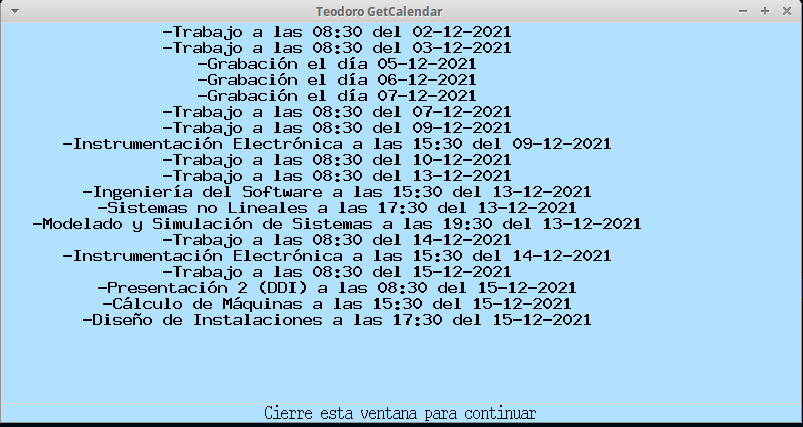 Teodoro GetCalendar
-Trabajo a las 08:30 del 02-12-2021
-Trabajo a las 08:30 del 03-12-2021
-Grabación el día 05-12-2021
-Grabación el día 06-12-2021
-Grabación el día 07-12-2021
-Trabajo a las 08:30 del 07-12-2021
-Trabajo a las 08:30 del 09-12-2021
-Instrumentación Electrónica a las 15:30 del 09-12-2021
-Trabajo a las 08:30 del 10-12-2021
-Trabajo a las 08:30 del 13-12-2021
-Ingeniería del Software a las 15:30 del 13-12-2021
-Sistemas no Lineales a las 17:30 del 13-12-2021
-Modelado y Simulación de Sistemas a las 19:30 del 13-12-2021
-Trabajo a las 08:30 del 14-12-2021
-Instrumentación Electrónica a las 15:30 del 14-12-2021
-Trabajo a las 08:30 del 15-12-2021
-Presentación 2 (DDI) a las 08:30 del 15-12-2021
-Cálculo de Máquinas a las 15:30 del 15-12-2021
-Diseño de Instalaciones a las 17:30 del 15-12-2021
Cierre esta ventana para continuar